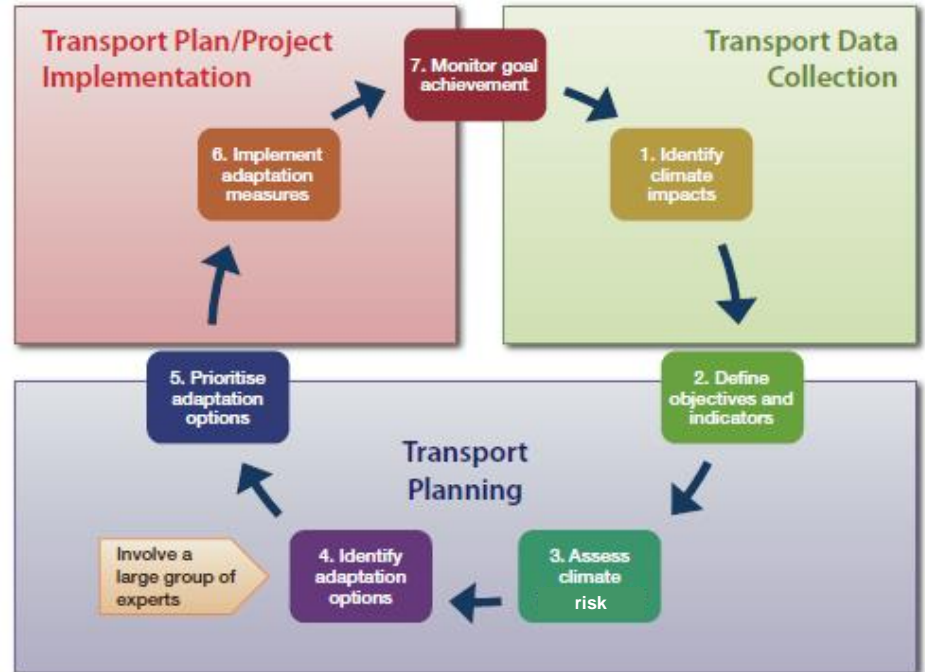 Transport Plan/Project
Implementation
Transport Data
Collection
7. Monitor goal
achievement
6. Implement
adaptation
measures
1. Identify
climate
impacts
5. Prioritise
adaptation
options
2. Define
objectives and
indicators
Transport
Planning
Involve a
large group of
experts
4. Identify
adaptation
options
3. Assess
climate
risk